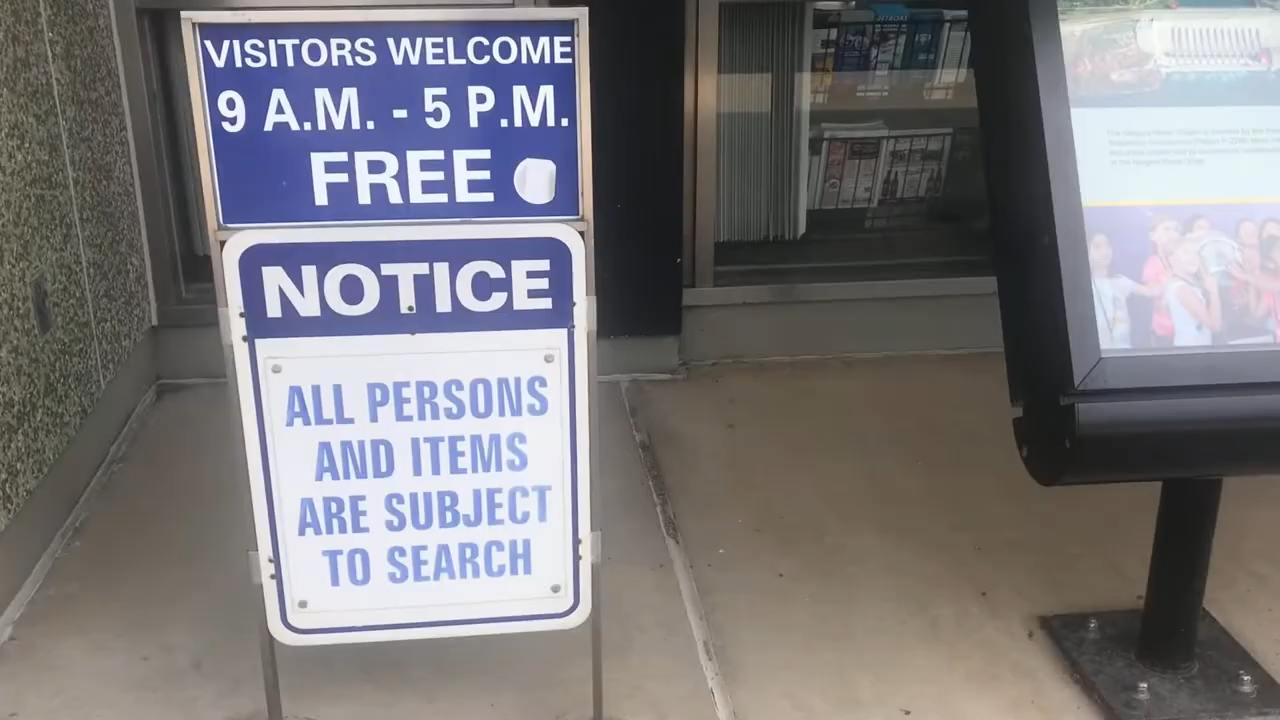 VISITORS WELCOME
9 A.M. - 5 P.M.
FREE
NOTICE
ALL PERSONS
AND ITEMS
ARE SUBJECT
TO SEARCH